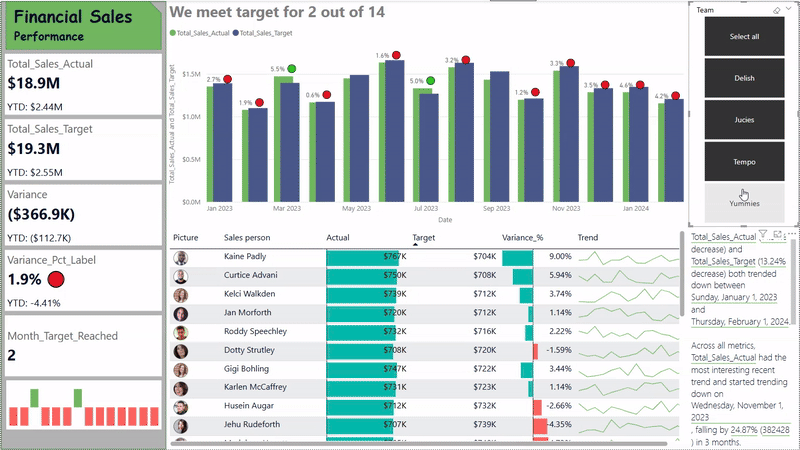 Financial Sales
Performance
Total_Sales_Actual
$18.9M
YTD: $2.44M
Total_Sales_Target
$19.3M
YTD: $2.55M
Variance
($366.9K)
YTD: ($112.7K)
Variance_Pct_Label
1.9%
YTD: -4.41%
Month_Target_Reached
2
We meet target for 2 out of 14
Total_Sales_Actual Total_Sales_Target
Total_Sales_Actual and Total_Sales_Target
$1.5M
$1.0M
$0.5M
$0.0M
2.7% 1.9% 5.5% 0.6% 1.6% 5.0% 3.2% 1.2% 3.3% 3.5% 4.6% 4.2%
Jan 2023 Mar 2023 May 2023 Jul 2023 Sep 2023 Nov 2023 Jan 2024
Date
Picture Sales person Actual Target Variance_% Trend
Kaine Padly $767K $704K 9.00%
Curtice Advani $750K $708K 5.94%
Kelci Walkden $739K $712K 3.74%
Jan Morforth $720K $712K 1.14%
Roddy Speechley $732K $716K 2.22%
Dotty Strutley $708K $720K -1.59%
Gigi Bohling $747K $722K 3.44%
Karlen McCaffrey $731K $723K 1.14%
Husein Augar $712K $732K -2.66%
Jehu Rudeforth $707K $739K -4.35%
Team
Select all
Delish
Jucies
Tempo
Yummies
Total_Sales_Actual
decrease) and
Total_Sales_Target (13.24%
decrease) both trended
down between
Sunday, January 1, 2023
and
Thursday, February 1, 2024.
Across all metrics,
Total_Sales_Actual had the
most interesting recent
trend and started trending
down on
Wednesday, November 1,
2023
, falling by 24.87% (382428
) in 3 months.